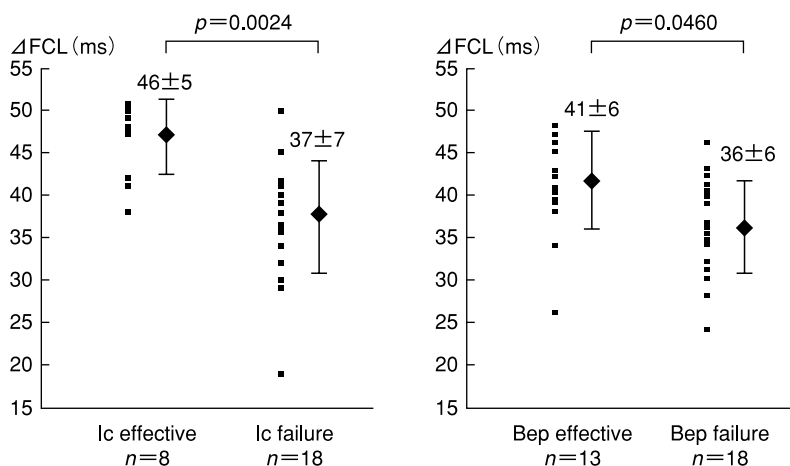 p=0.0024
⊿FCL(ms)
55
50
45
40
35
30
25
20
15
46±5
37±7
Ic effective
n=8
Ic failure
n=18
p=0.0460
⊿FCL(ms)
55
50
45
40
35
30
25
20
15
41±6
36±6
Bep effective
n=13
Bep failure
n=18